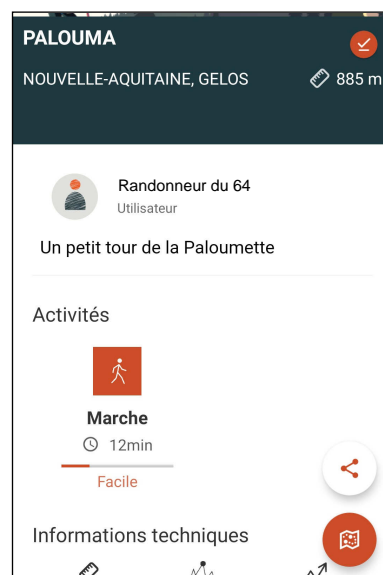 PALOUMA
NOUVELLE-AQUITAINE, GELOS 885 m
Randonneur du 64
Utilisateur
Un petit tour de la Paloumette
Activités
Marche
12min
Facile
Informations techniques